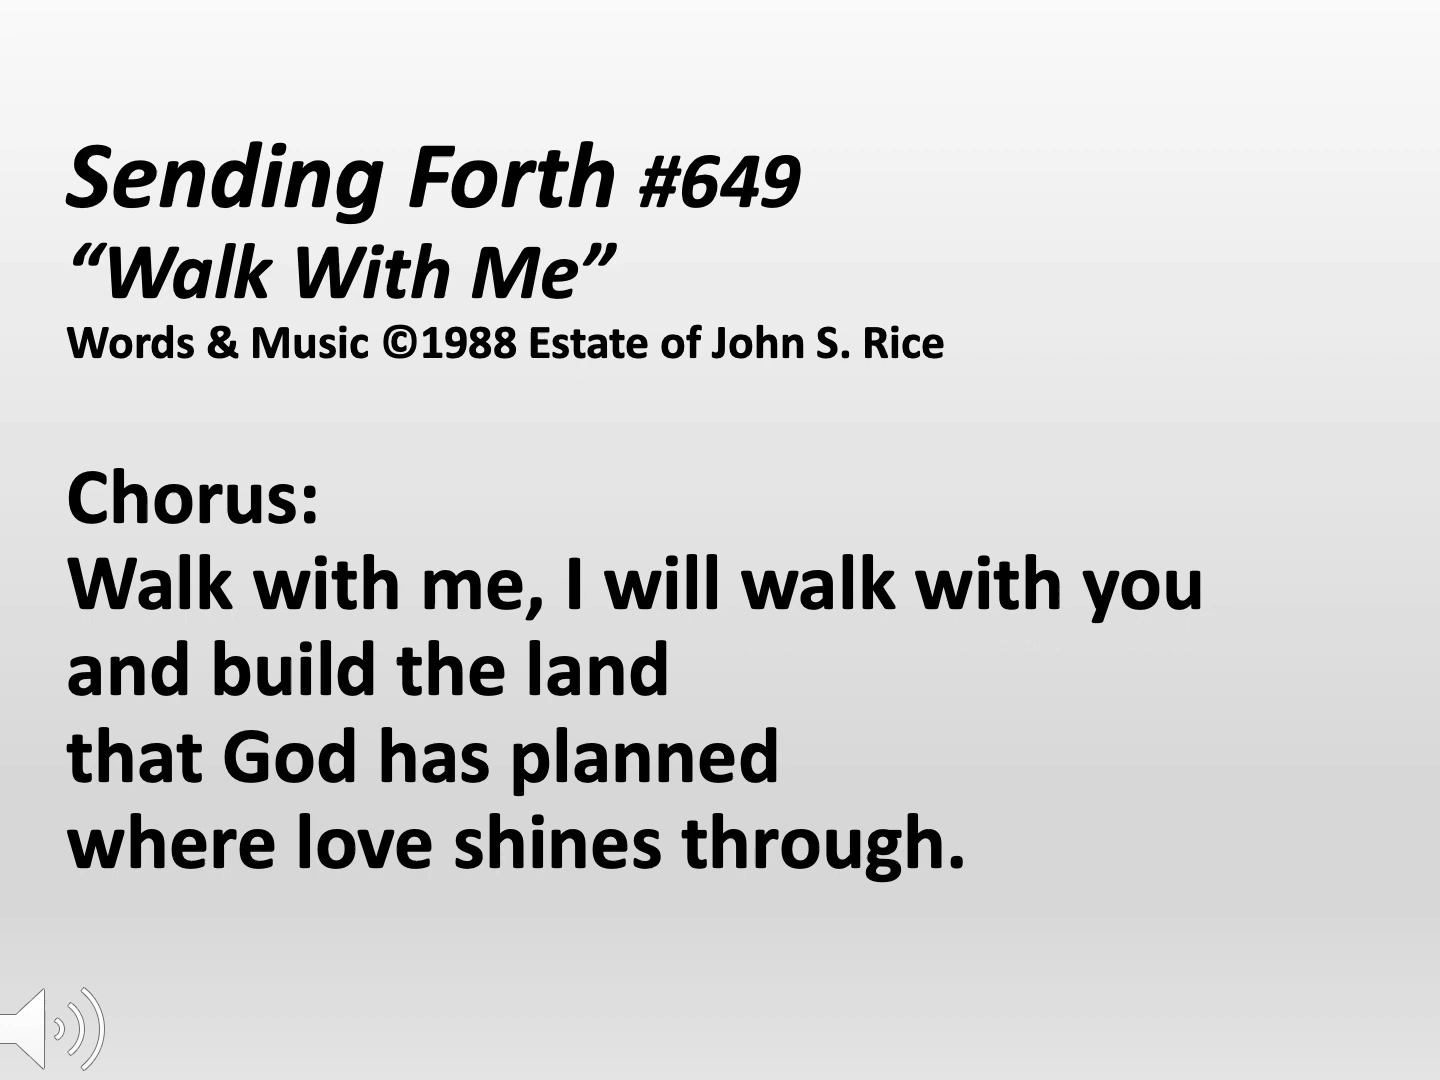 Sending Forth #649
“Walk With Me”
Words & Music ©1988 Estate of John S. Rice
Chorus:
Walk with me, I will walk with you
and build the land
that God has planned
where love shines through.